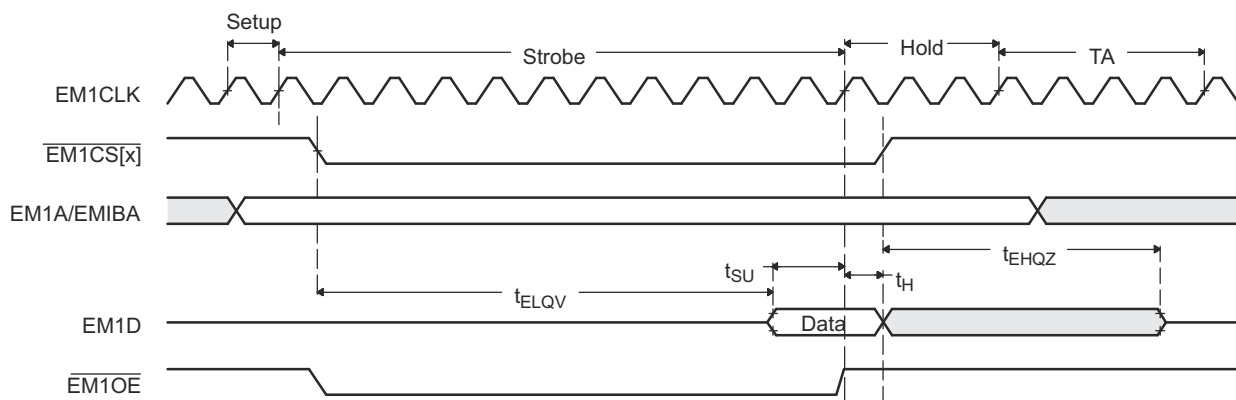 Setup
Strobe
Hold
TA
EM1CLK
EM1CS[x]
EM1A/EMIBA
tEHQZ
tSU
tH
tELQV
EM1D
Data
EM1OE